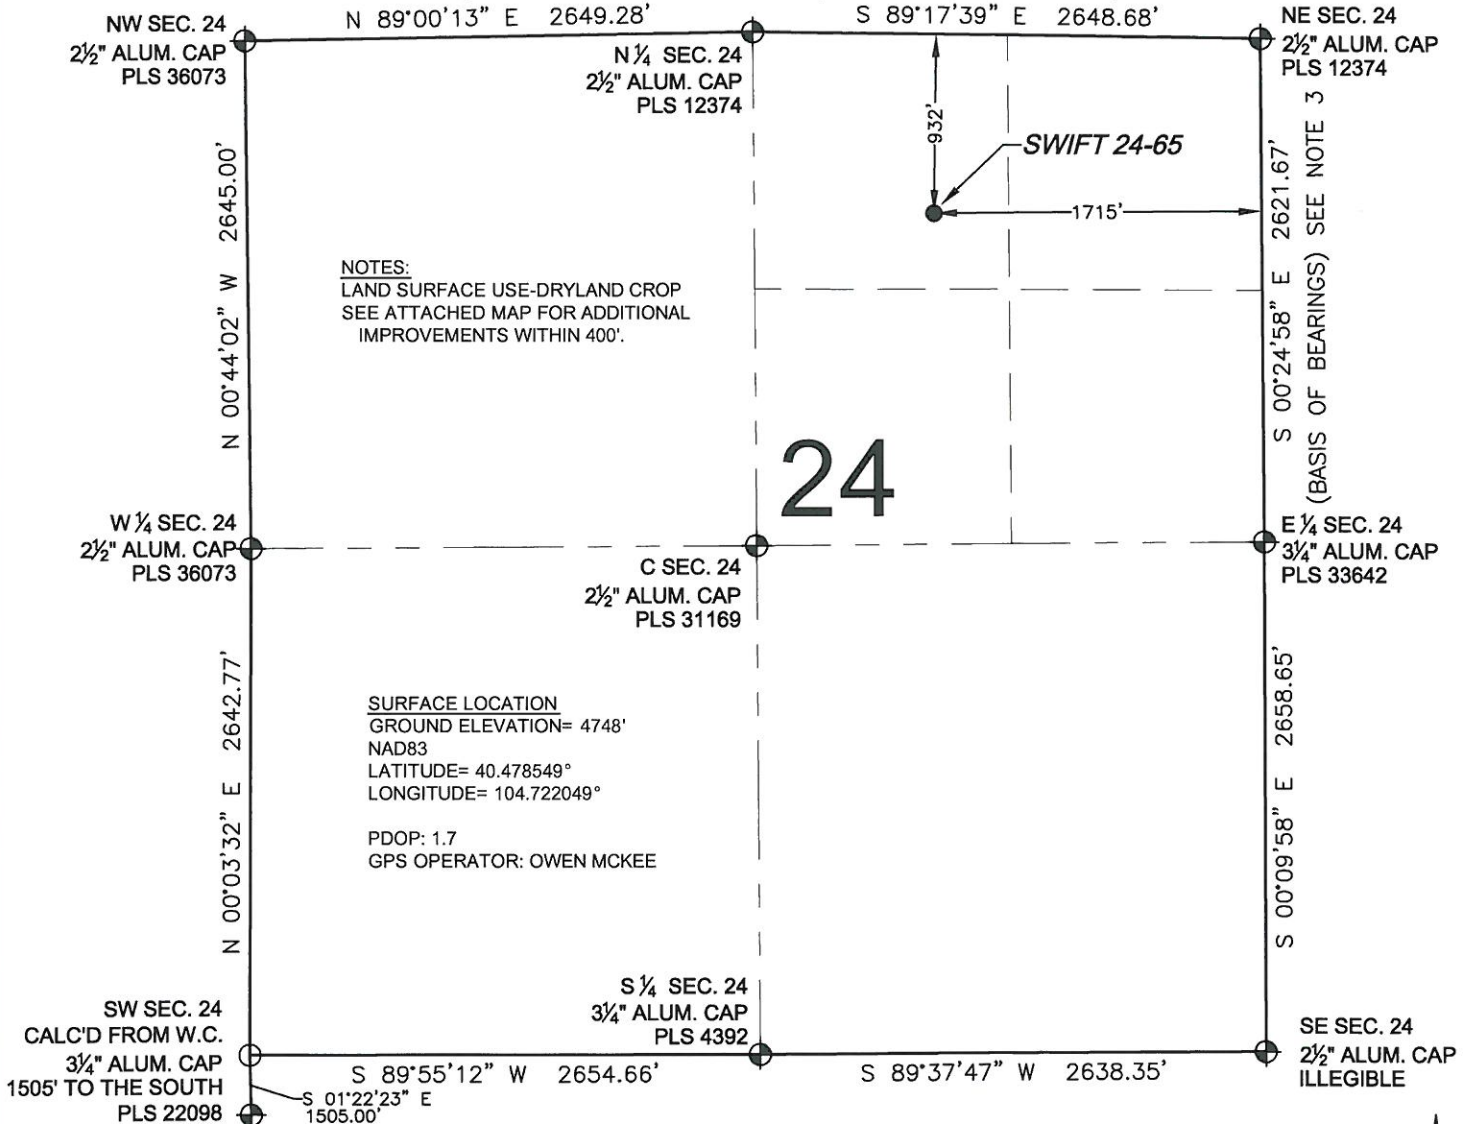 N 89°00'13" E 2649.28'
S 89°17'39" E 2648.68'
NW SEC. 24
2½" ALUM. CAP
PLS 36073
N ¼ SEC. 24
2½" ALUM. CAP
PLS 12374
NE SEC. 24
2½" ALUM. CAP
PLS 12374
932'
SWIFT 24-65
1715'
N 00°44'02" W 2645.00'
S 00°24'58" E 2621.67'
(BASIS OF BEARINGS) SEE NOTE 3
NOTES:
LAND SURFACE USE-DRYLAND CROP
SEE ATTACHED MAP FOR ADDITIONAL
IMPROVEMENTS WITHIN 400'.
24
W ¼ SEC. 24
2½" ALUM. CAP
PLS 36073
C SEC. 24
2½" ALUM. CAP
PLS 31169
E ¼ SEC. 24
3¼" ALUM. CAP
PLS 33642
N 00°03'32" E 2642.77'
S 00°09'58" E 2658.65'
SURFACE LOCATION
GROUND ELEVATION= 4748'
NAD83
LATITUDE= 40.478549°
LONGITUDE= 104.722049°
PDOP: 1.7
GPS OPERATOR: OWEN MCKEE
SW SEC. 24
CALC'D FROM W.C.
3¼" ALUM. CAP
1505' TO THE SOUTH
PLS 22098
S 01°22'23" E
1505.00'
S ¼ SEC. 24
3¼" ALUM. CAP
PLS 4392
S 89°55'12" W 2654.66'
S 89°37'47" W 2638.35'
SE SEC. 24
2½" ALUM. CAP
ILLEGIBLE